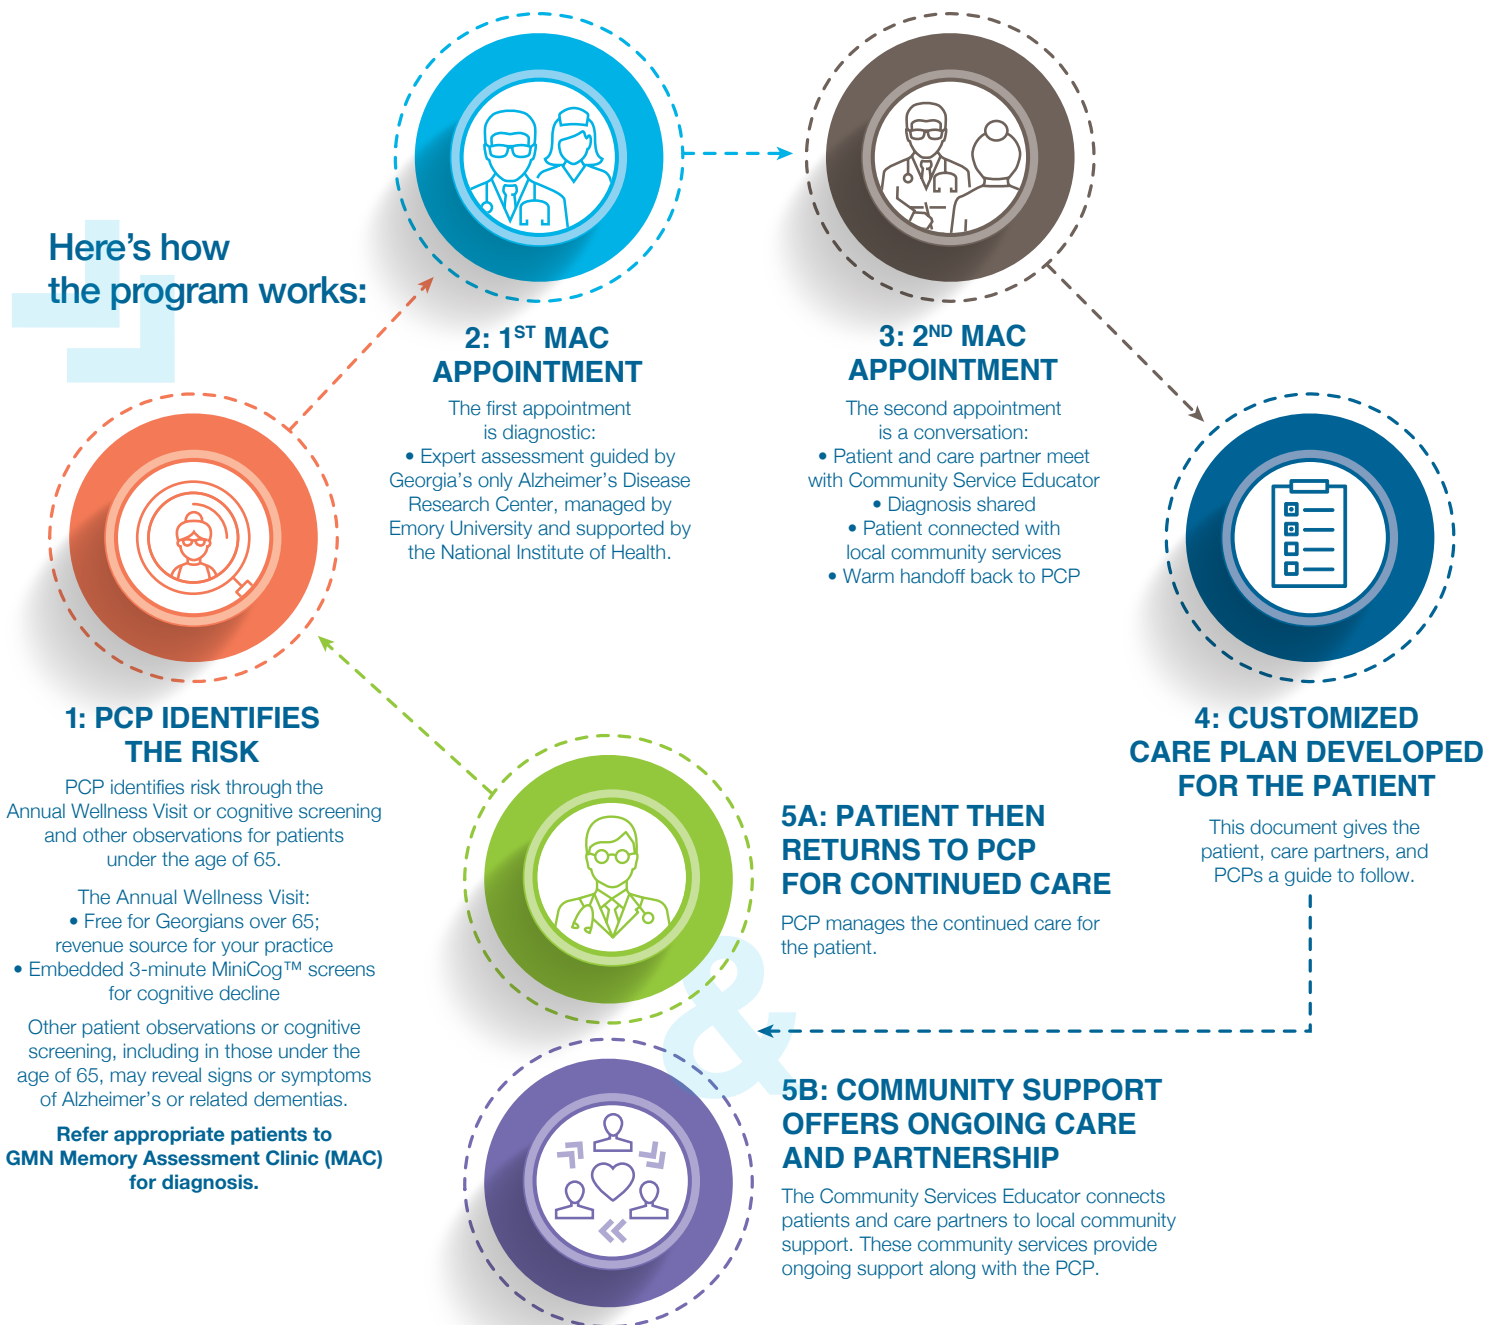 Here's how
the program works:
1: PCP IDENTIFIES
THE RISK
PCP identifies risk through the
Annual Wellness Visit or cognitive screening
and other observations for patients
under the age of 65.
The Annual Wellness Visit:
• Free for Georgians over 65;
revenue source for your practice
• Embedded 3-minute MiniCog™ screens
for cognitive decline
Other patient observations or cognitive
screening, including in those under the
age of 65, may reveal signs or symptoms
of Alzheimer's or related dementias.
Refer appropriate patients to
GMN Memory Assessment Clinic (MAC)
for diagnosis.
2: 1ST MAC
APPOINTMENT
The first appointment
is diagnostic:
• Expert assessment guided by
Georgia's only Alzheimer's Disease
Research Center, managed by
Emory University and supported by
the National Institute of Health.
3: 2ND MAC
APPOINTMENT
The second appointment
is a conversation:
• Patient and care partner meet
with Community Service Educator
• Diagnosis shared
• Patient connected with
local community services
• Warm handoff back to PCP
4: CUSTOMIZED
CARE PLAN DEVELOPED
FOR THE PATIENT
This document gives the
patient, care partners, and
PCPs a guide to follow.
5A: PATIENT THEN
RETURNS TO PCP
FOR CONTINUED CARE
PCP manages the continued care for
the patient.
&
5B: COMMUNITY SUPPORT
OFFERS ONGOING CARE
AND PARTNERSHIP
The Community Services Educator connects
patients and care partners to local community
support. These community services provide
ongoing support along with the PCP.